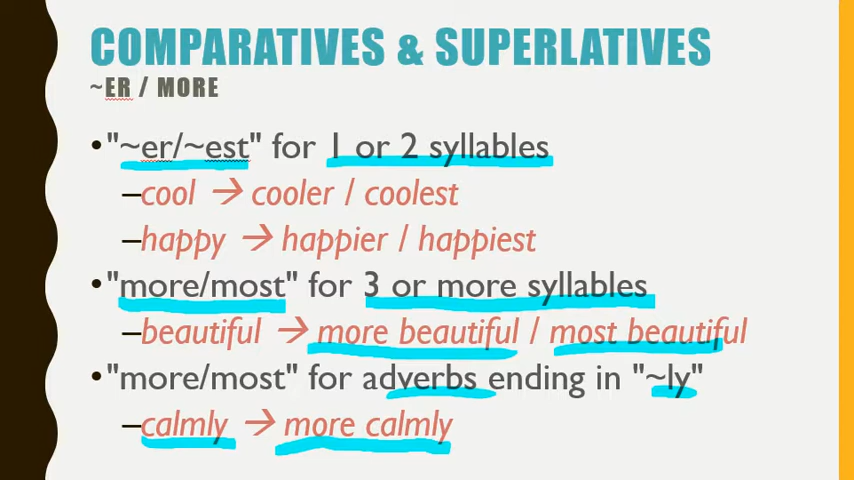 COMPARATIVES & SUPERLATIVES
~ER / MORE
•"~er/~est" for 1 or 2 syllables
–cool → cooler / coolest
–happy → happier / happiest
•"more/most" for 3 or more syllables
–beautiful → more beautiful / most beautiful
•"more/most" for adverbs ending in "~ly"
–calmly → more calmly